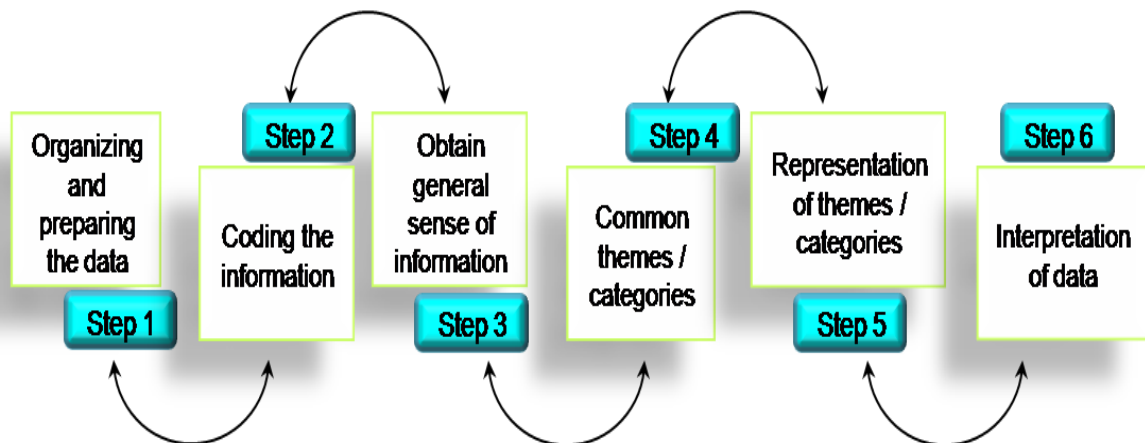 Organizing
and
preparing
the data
Step 1
Step 2
Coding the
information
Obtain
general
sense of
information
Step 3
Step 4
Common
themes /
categories
Representation
of themes /
categories
Step 5
Step 6
Interpretation
of data